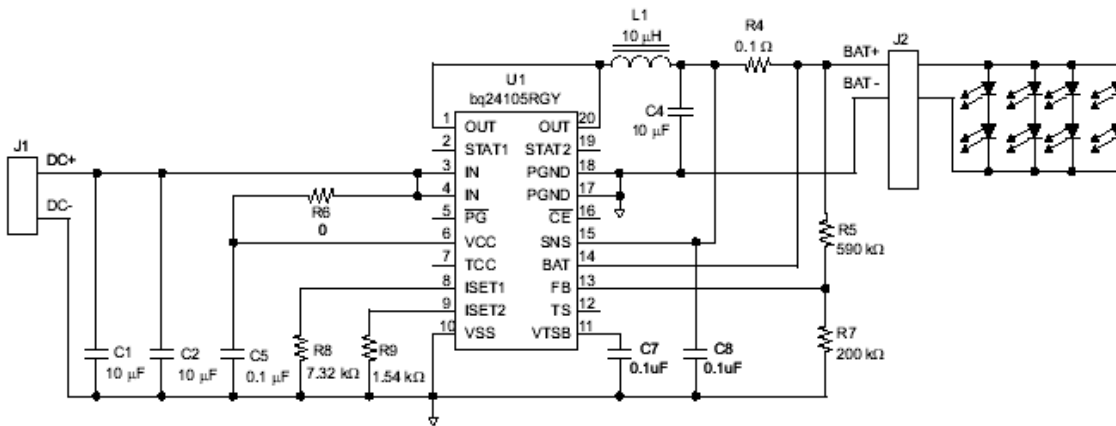 L1
10 µH
R4
0.1 Ω
BAT+
BAT-
J2
U1
bq24105RGY
C4
10 µF
1 OUT OUT 20
2 STAT1 STAT2 19
3 IN PGND 18
4 IN PGND 17
5 PG CE 16
6 VCC SNS 15
7 TCC BAT 14
8 ISET1 FB 13
9 ISET2 TS 12
10 VSS VTSB 11
J1
DC+
DC-
R6
0
R5
590 kΩ
C1
10 µF
C2
10 µF
C5
0.1 µF
R8
7.32 kΩ
R9
1.54 kΩ
C7
0.1uF
C8
0.1uF
R7
200 kΩ